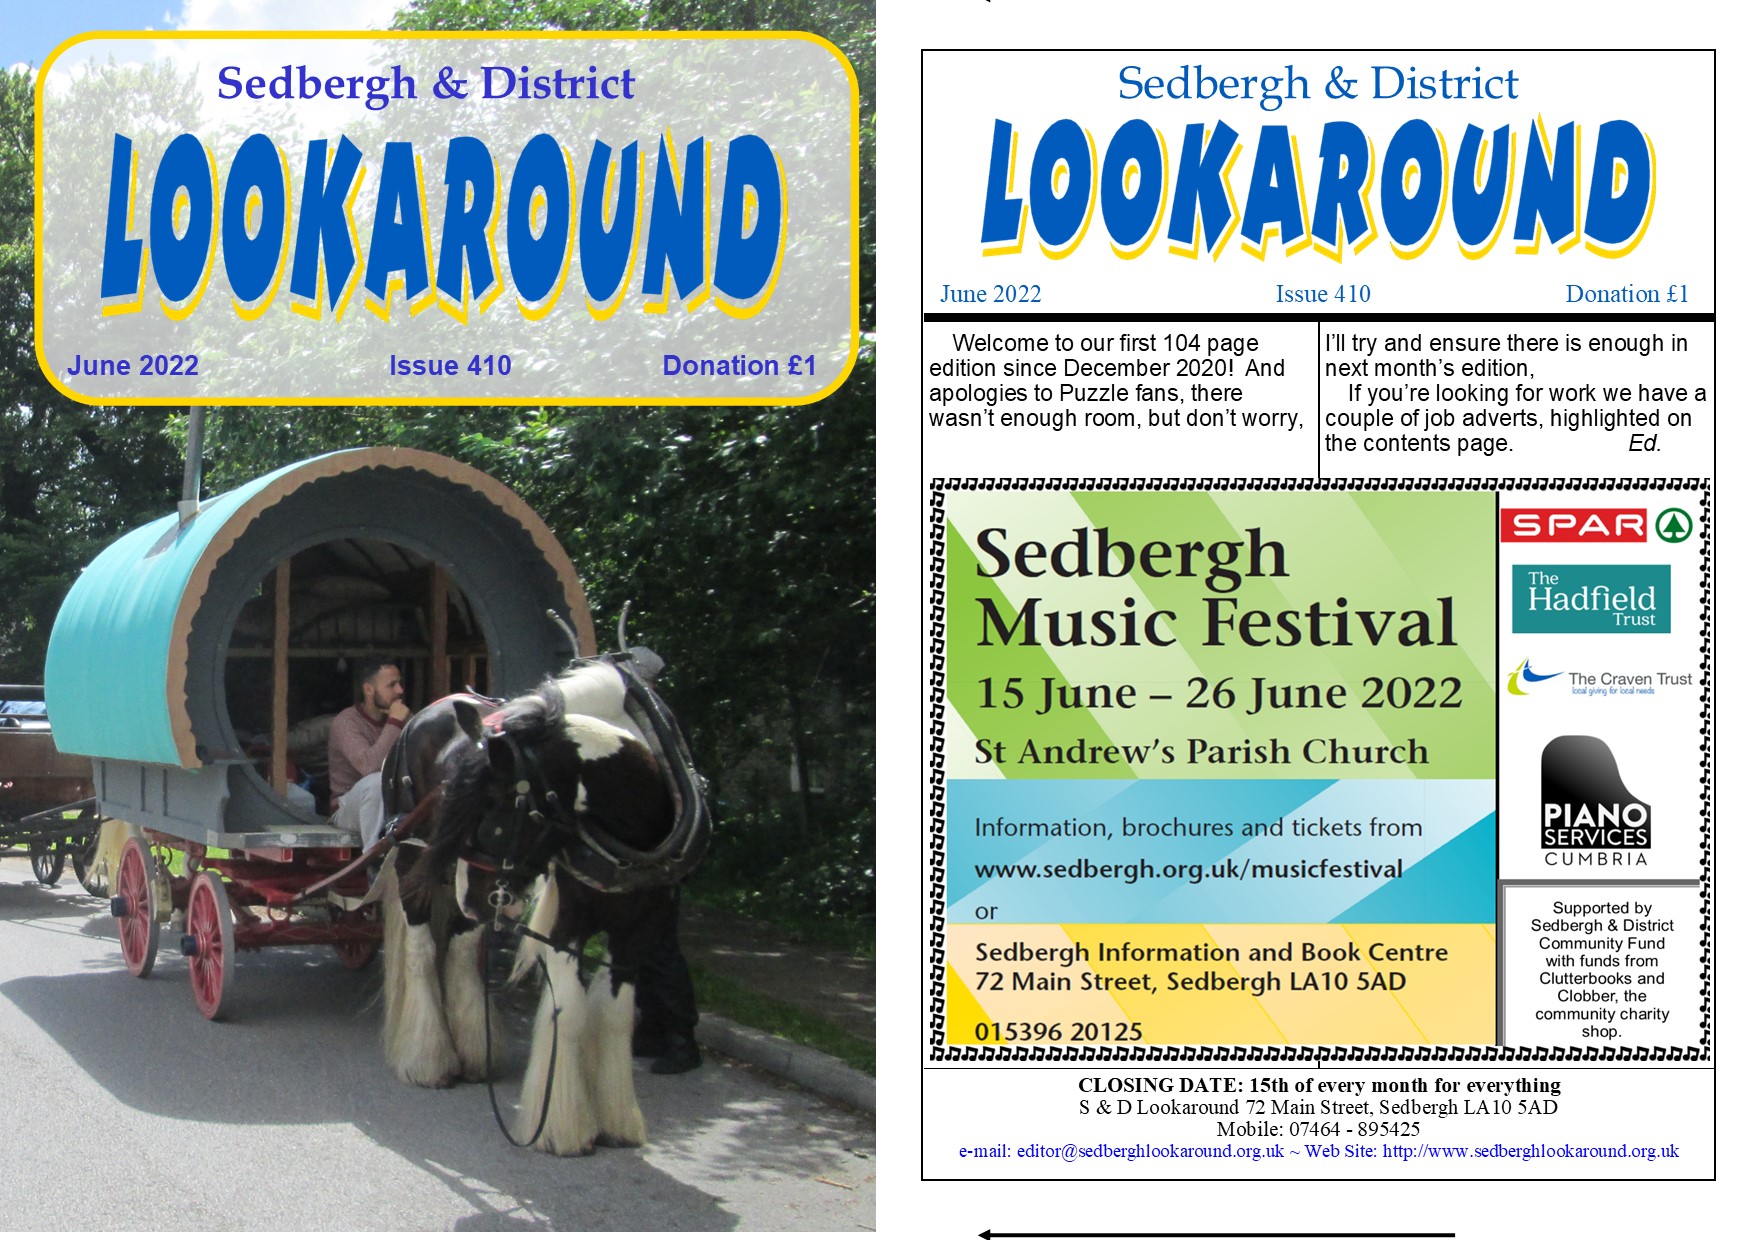 Sedbergh & District
LOOKAROUND
June 2022 Issue 410 Donation £1
Sedbergh & District
LOOKAROUND
June 2022 Issue 410 Donation £1
Welcome to our first 104 page
edition since December 2020! And
apologies to Puzzle fans, there
wasn't enough room, but don't worry,
I'll try and ensure there is enough in
next month's edition,
If you're looking for work we have a
couple of job adverts, highlighted on
the contents page. Ed.
Sedbergh
Music Festival
15 June – 26 June 2022
St Andrew's Parish Church
Information, brochures and tickets from
www.sedbergh.org.uk/musicfestival
or
Sedbergh Information and Book Centre
72 Main Street, Sedbergh LA10 5AD
015396 20125
SPAR
The
Hadfield
Trust
The Craven Trust
local giving for local needs
PIANO
SERVICES
CUMBRIA
Supported by
Sedbergh & District
Community Fund
with funds from
Clutterbooks and
Clobber, the
community charity
shop.
CLOSING DATE: 15th of every month for everything
S & D Lookaround 72 Main Street, Sedbergh LA10 5AD
Mobile: 07464 - 895425
e-mail: editor@sedberghlookaround.org.uk ~ Web Site: http://www.sedberghlookaround.org.uk